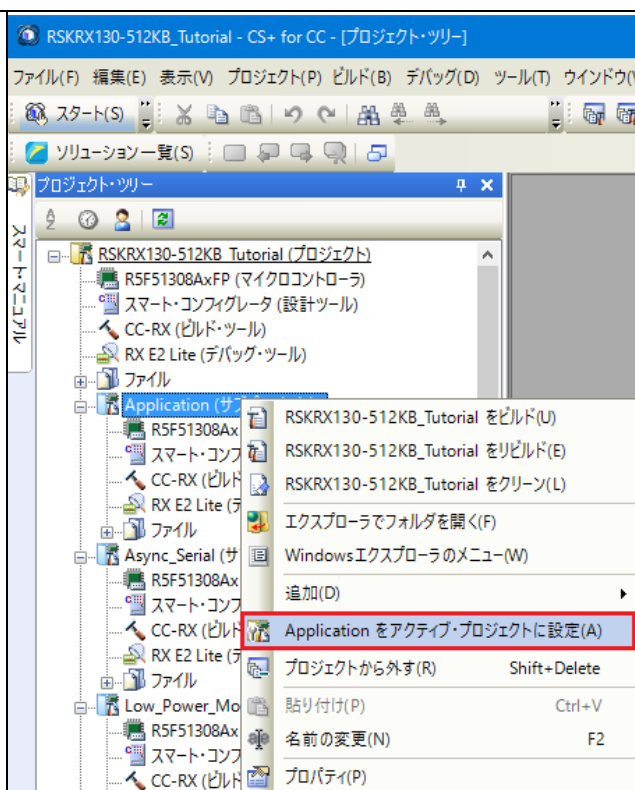 RSKRX130-512KB_Tutorial - CS+ for CC - [プロジェクト・ツリー]
ファイル(F) 編集(E) 表示(V) プロジェクト(P) ビルド(B) デバッグ(D) ツール(T) ウインドウ(
スタート(S)
ソリューション一覧(S)
スマートマニュアル
プロジェクト・ツリー
RSKRX130-512KB_Tutorial (プロジェクト)
R5F51308AxFP (マイクロコントローラ)
スマート・コンフィグレータ (設計ツール)
CC-RX (ビルド・ツール)
RX E2 Lite (デバッグ・ツール)
ファイル
Application (サブ
R5F51308Ax
スマート・コンフ
CC-RX (ビルド
RX E2 Lite (デ
ファイル
Async_Serial (サ
R5F51308Ax
スマート・コンフ
CC-RX (ビルド
RX E2 Lite (デ
ファイル
Low_Power_Mo
R5F51308Ax
スマート・コンフ
CC-RX (ビルド
RSKRX130-512KB_Tutorial をビルド(U)
RSKRX130-512KB_Tutorial をリビルド(E)
RSKRX130-512KB_Tutorial をクリーン(L)
エクスプローラでフォルダを開く(F)
Windowsエクスプローラのメニュー(W)
追加(D)
Application をアクティブ・プロジェクトに設定(A)
プロジェクトから外す(R) Shift+Delete
貼り付け(P) Ctrl+V
名前の変更(N) F2
プロパティ(P)